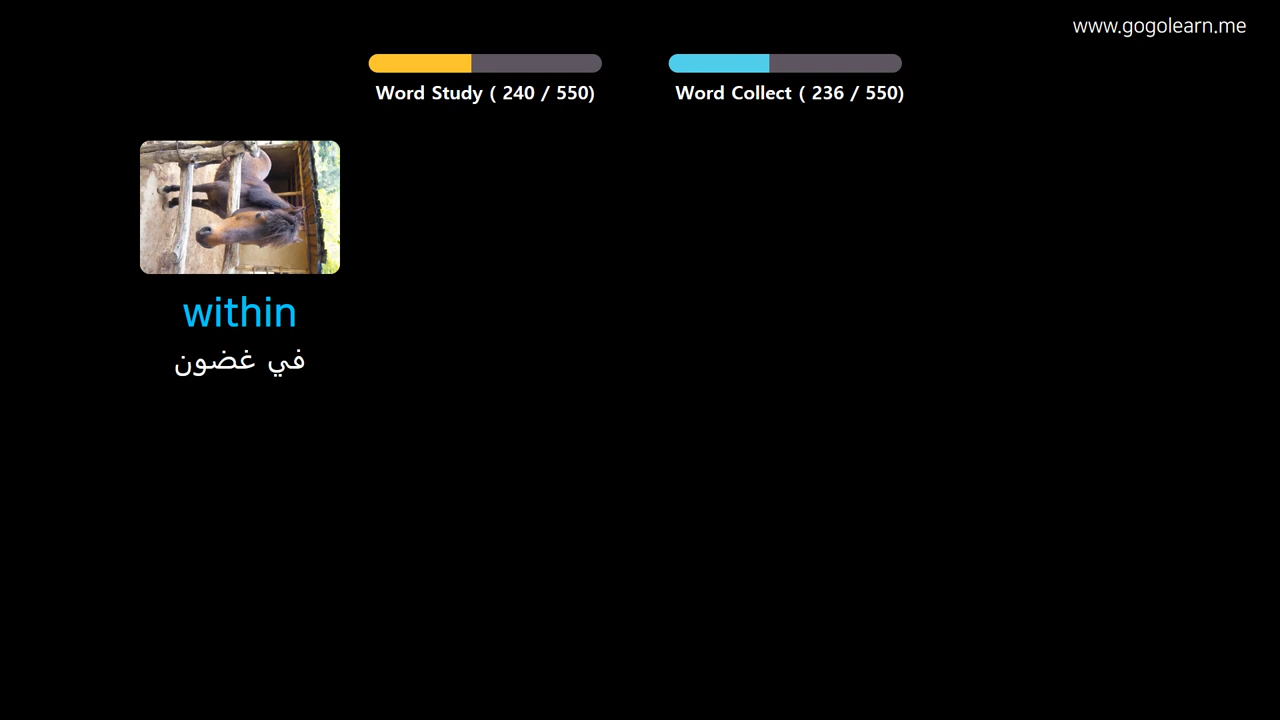 www.gogolearn.me
Word Study ( 240 / 550)
Word Collect ( 236 / 550)
within
في غضون